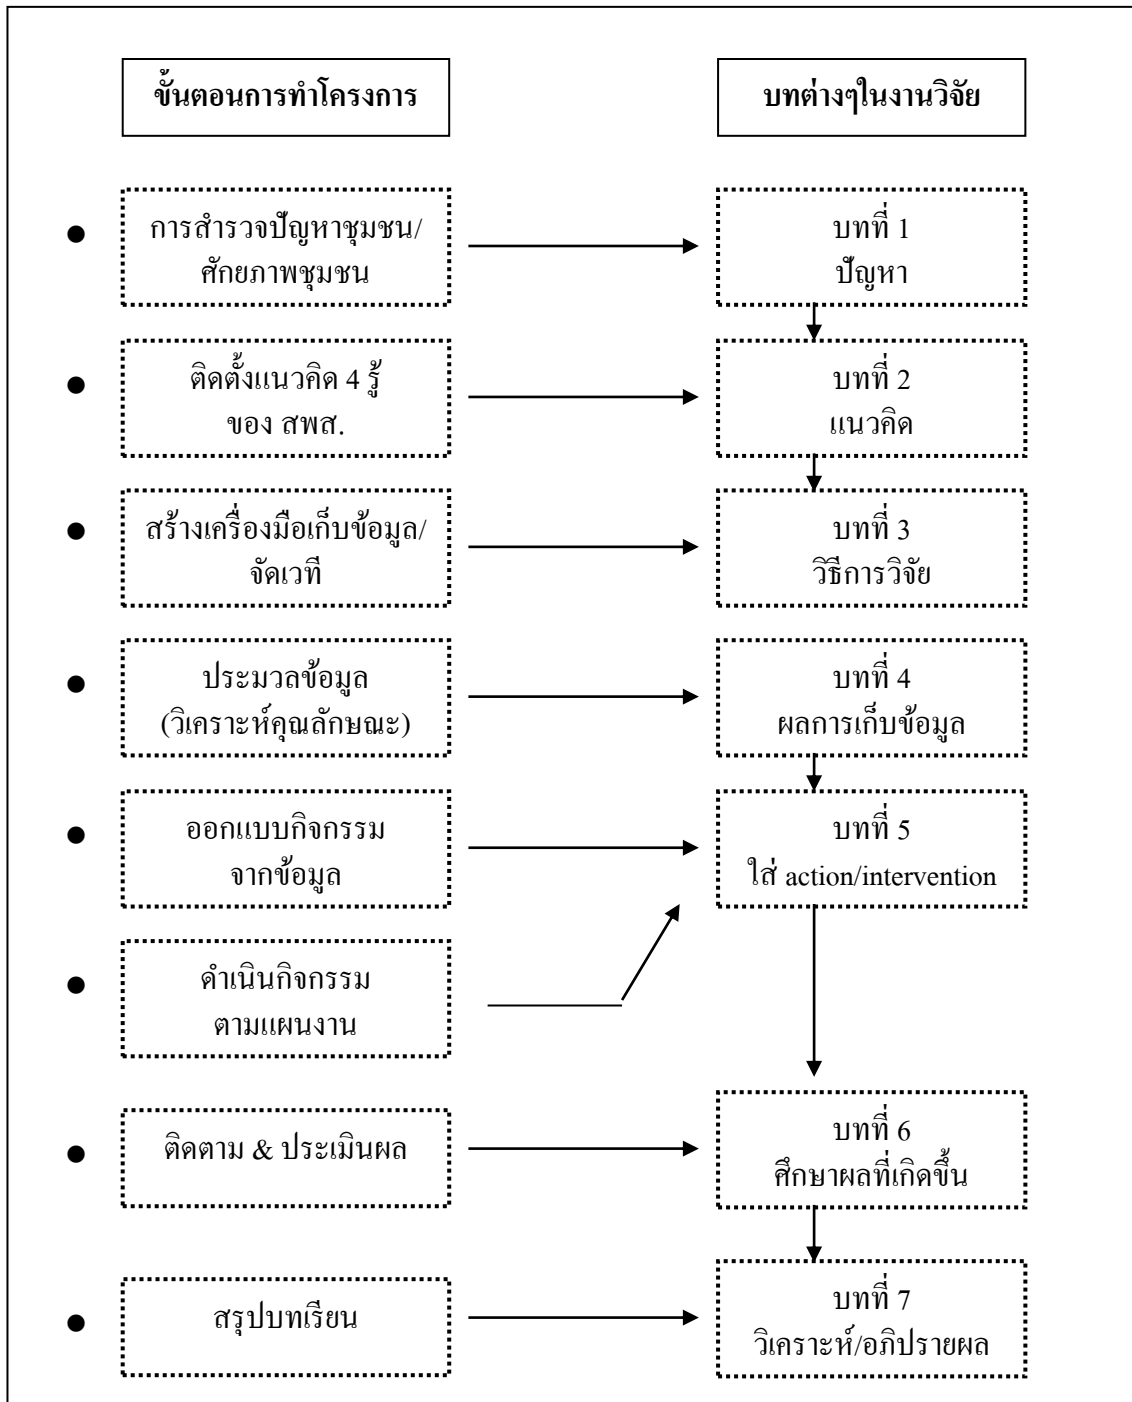 ขั้นตอนการทำโครงการ
บทต่างๆในงานวิจัย
● การสำรวจปัญหาชุมชน/
ศักยภาพชุมชน
บทที่ 1
ปัญหา
● ติดตั้งแนวคิด 4 รู้
ของ สพส.
บทที่ 2
แนวคิด
● สร้างเครื่องมือเก็บข้อมูล/
จัดเวที
บทที่ 3
วิธีการวิจัย
● ประมวลข้อมูล
(วิเคราะห์คุณลักษณะ)
บทที่ 4
ผลการเก็บข้อมูล
● ออกแบบกิจกรรม
จากข้อมูล
บทที่ 5
ใส่ action/intervention
● ดำเนินกิจกรรม
ตามแผนงาน
● ติดตาม & ประเมินผล
บทที่ 6
ศึกษาผลที่เกิดขึ้น
● สรุปบทเรียน
บทที่ 7
วิเคราะห์/อภิปรายผล